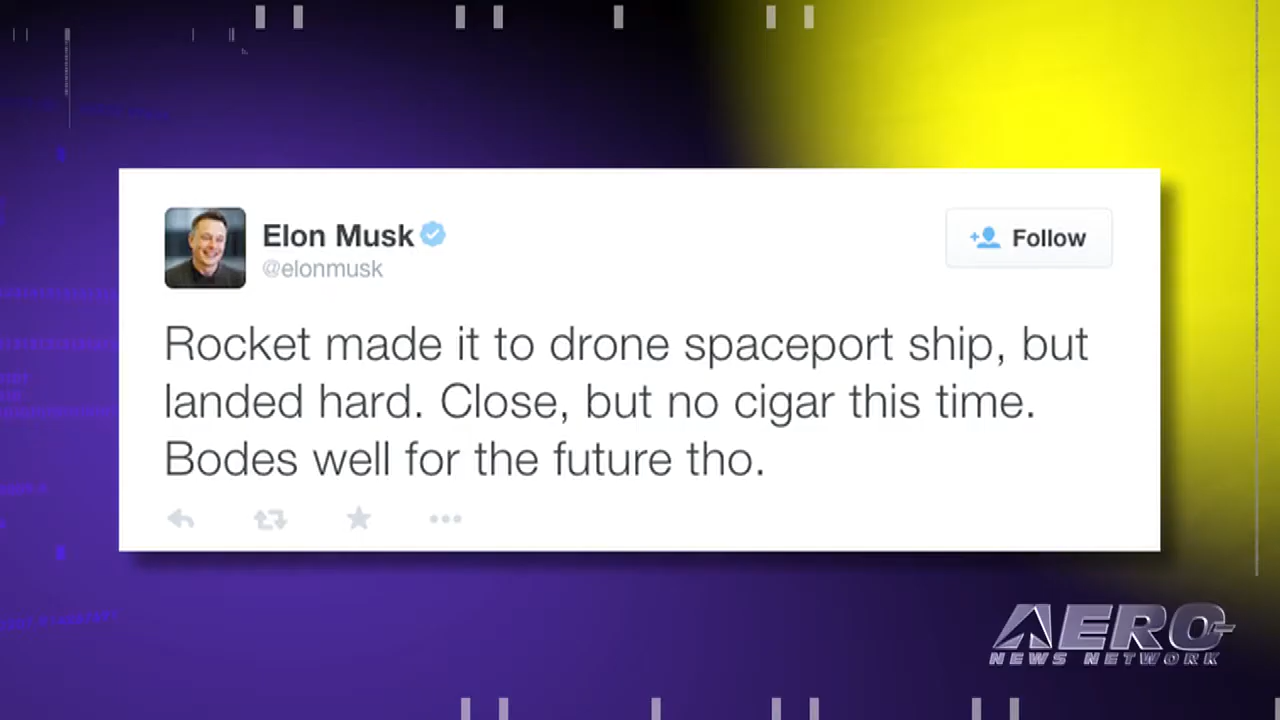 Elon Musk
@elonmusk
Follow
Rocket made it to drone spaceport ship, but
landed hard. Close, but no cigar this time.
Bodes well for the future tho.
AERO
NEWS NETWORK